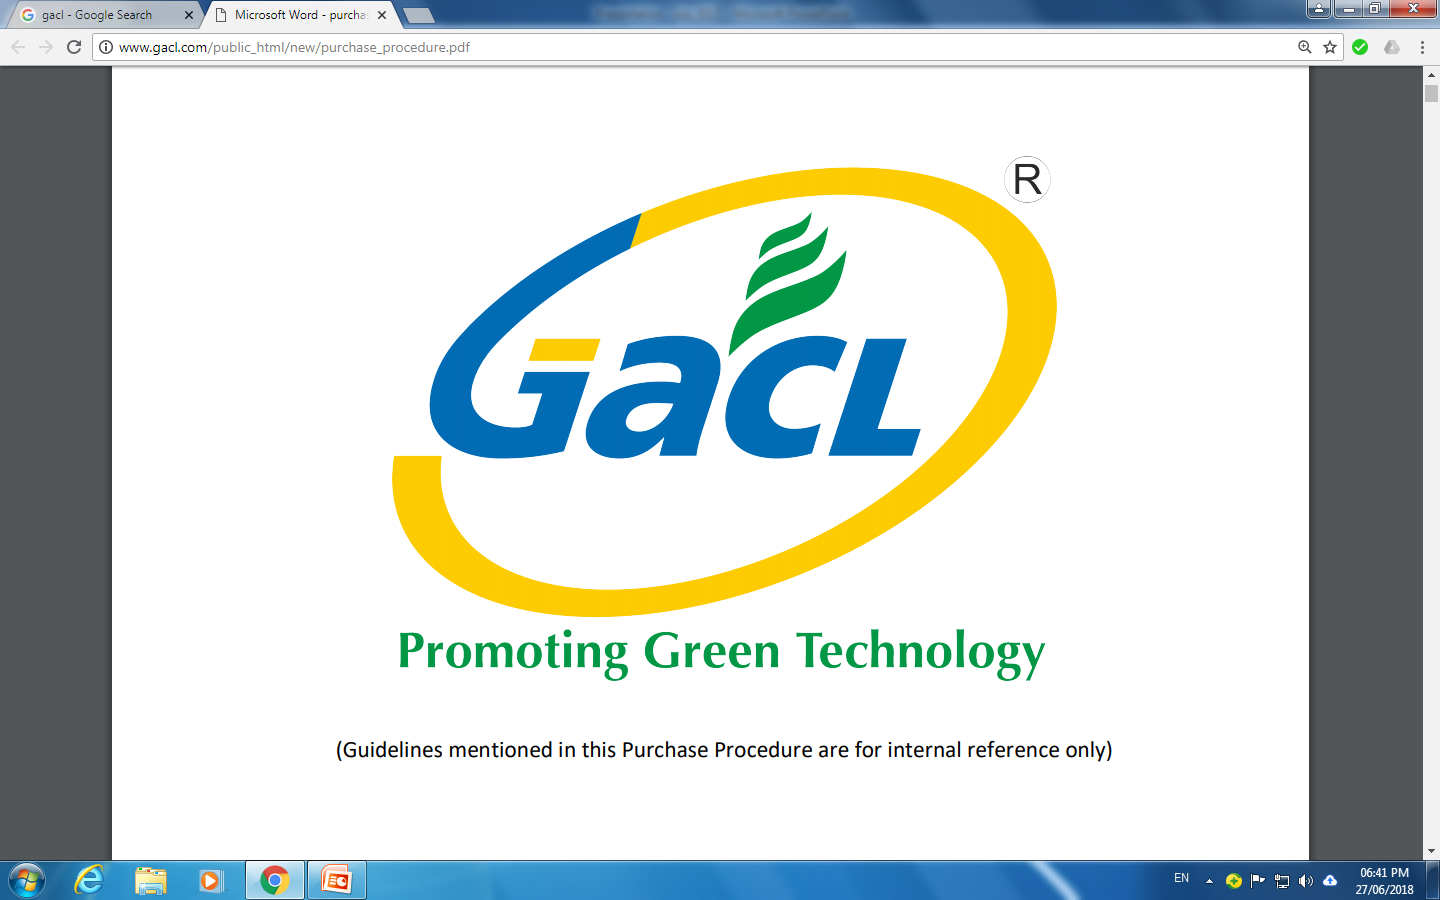 gacl - Google Search
Microsoft Word - purcha
www.gacl.com/public_html/new/purchase_procedure.pdf
R
GaCL
Promoting Green Technology
(Guidelines mentioned in this Purchase Procedure are for internal reference only)
EN
06:41 PM
27/06/2018